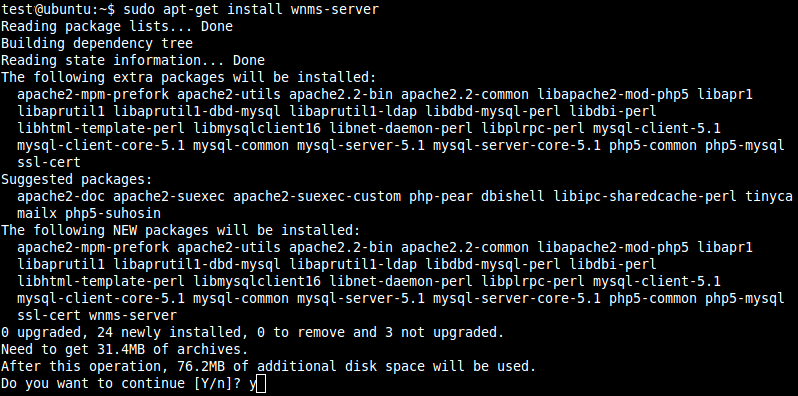 test@ubuntu:~$ sudo apt-get install wnms-server
Reading package lists... Done
Building dependency tree
Reading state information... Done
The following extra packages will be installed:
  apache2-mpm-prefork apache2-utils apache2.2-bin apache2.2-common libapache2-mod-php5 libapr1
  libaprutil1 libaprutil1-dbd-mysql libaprutil1-ldap libdbd-mysql-perl libdbi-perl
  libhtml-template-perl libmysqlclient16 libnet-daemon-perl libplrpc-perl mysql-client-5.1
  mysql-client-core-5.1 mysql-common mysql-server-5.1 mysql-server-core-5.1 php5-common php5-mysql
  ssl-cert
Suggested packages:
  apache2-doc apache2-suexec apache2-suexec-custom php-pear dbishell libipc-sharedcache-perl tinyca
  mailx php5-suhosin
The following NEW packages will be installed:
  apache2-mpm-prefork apache2-utils apache2.2-bin apache2.2-common libapache2-mod-php5 libapr1
  libaprutil1 libaprutil1-dbd-mysql libaprutil1-ldap libdbd-mysql-perl libdbi-perl
  libhtml-template-perl libmysqlclient16 libnet-daemon-perl libplrpc-perl mysql-client-5.1
  mysql-client-core-5.1 mysql-common mysql-server-5.1 mysql-server-core-5.1 php5-common php5-mysql
  ssl-cert wnms-server
0 upgraded, 24 newly installed, 0 to remove and 3 not upgraded.
Need to get 31.4MB of archives.
After this operation, 76.2MB of additional disk space will be used.
Do you want to continue [Y/n]? y